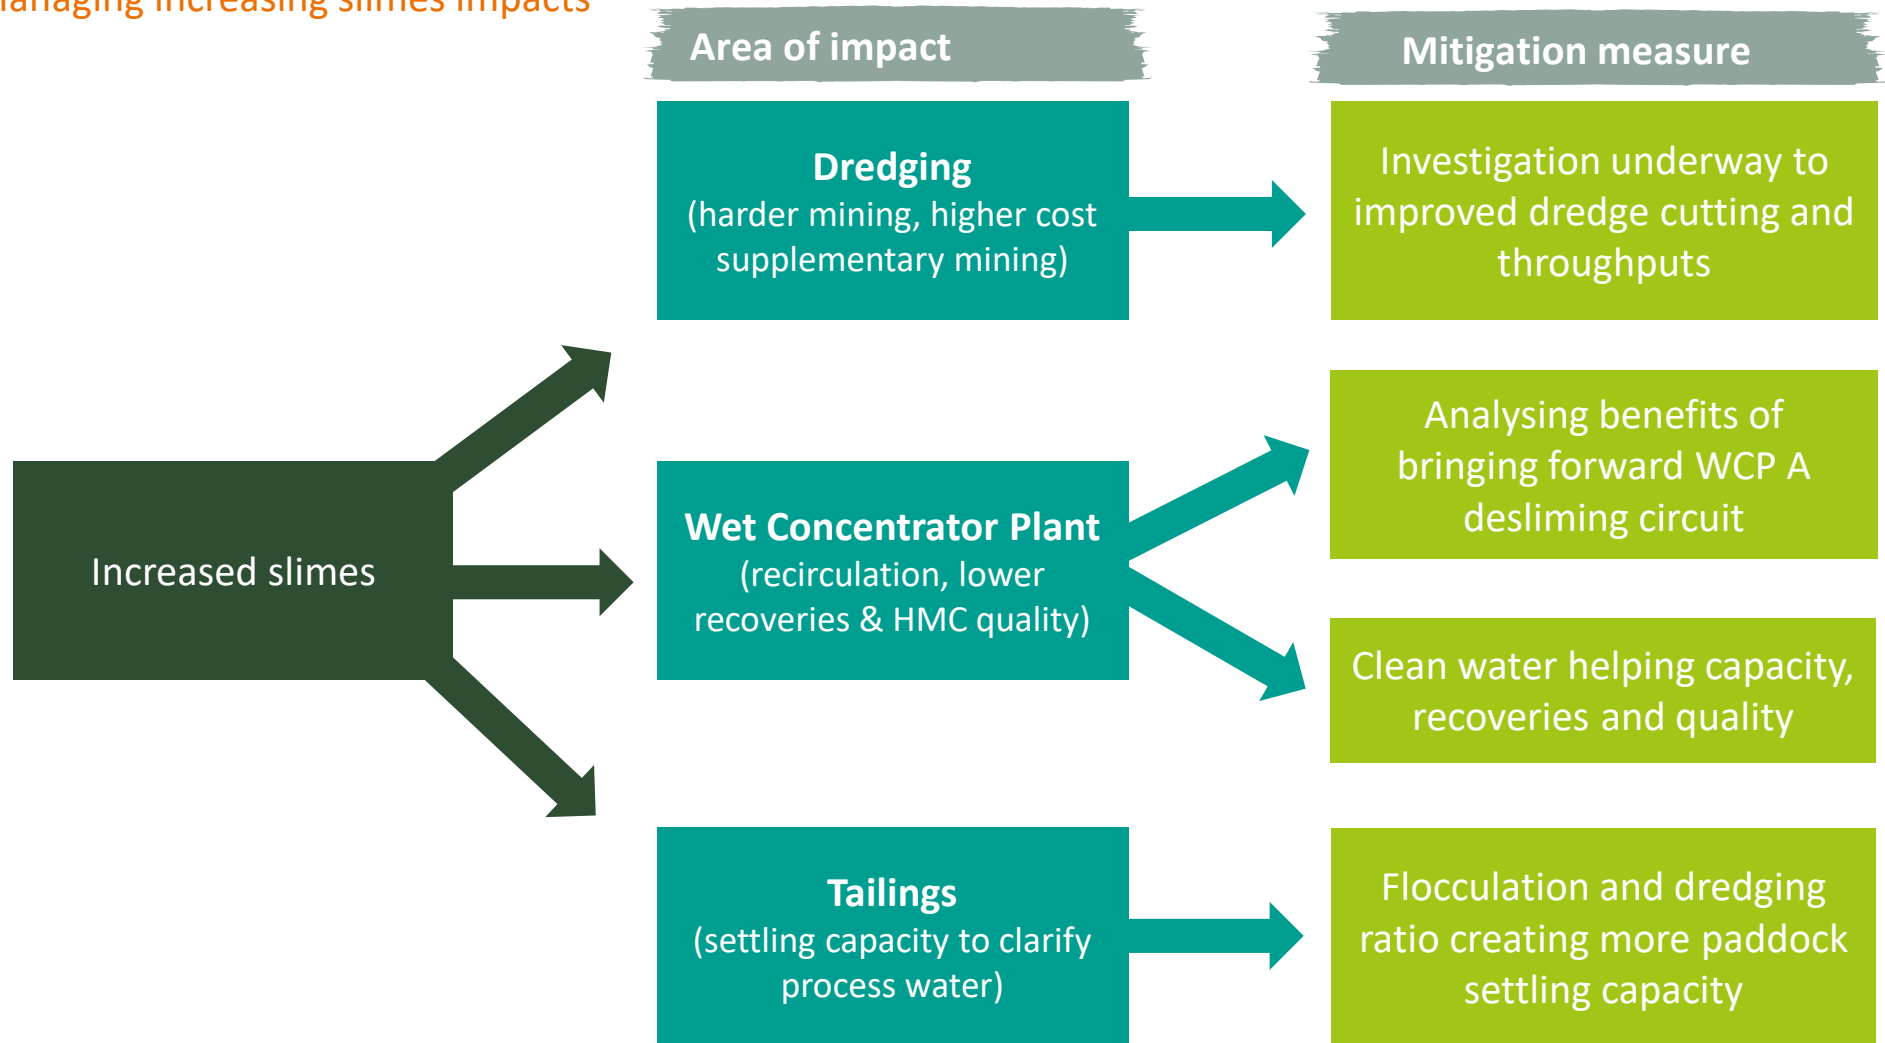 increasing slimes impacts
Area of impact
Mitigation measure
Dredging
(harder mining, higher cost
supplementary mining)
Investigation underway to
improved dredge cutting and
throughputs
Increased slimes
Wet Concentrator Plant
(recirculation, lower
recoveries & HMC quality)
Analysing benefits of
bringing forward WCP A
desliming circuit
Clean water helping capacity,
recoveries and quality
Tailings
(settling capacity to clarify
process water)
Flocculation and dredging
ratio creating more paddock
settling capacity